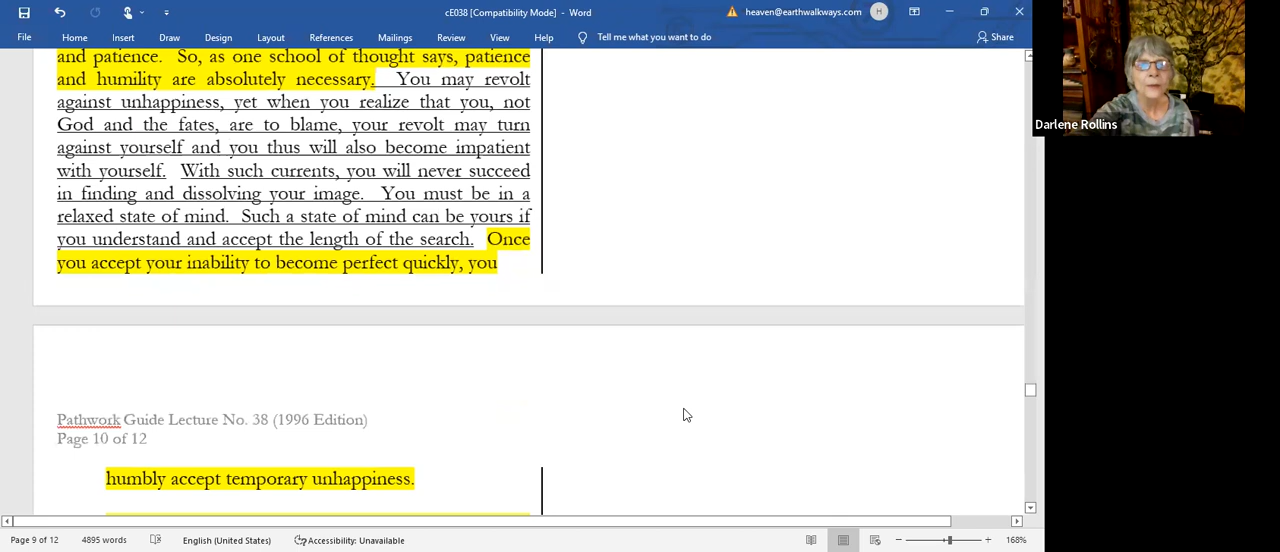 cE038 [Compatibility Mode] - Word
heaven@earthwalkways.com
H
File Home Insert Draw Design Layout References Mailings Review View Help Tell me what you want to do
Share
and patience. So, as one school of thought says, patience
and humility are absolutely necessary. You may revolt
against unhappiness, yet when you realize that you, not
God and the fates, are to blame, your revolt may turn
against yourself and you thus will also become impatient
with yourself. With such currents, you will never succeed
in finding and dissolving your image. You must be in a
relaxed state of mind. Such a state of mind can be yours if
you understand and accept the length of the search. Once
you accept your inability to become perfect quickly, you
Pathwork Guide Lecture No. 38 (1996 Edition)
Page 10 of 12
humbly accept temporary unhappiness.
Page 9 of 12 4895 words English (United States) Accessibility: Unavailable 168%
Darlene Rollins